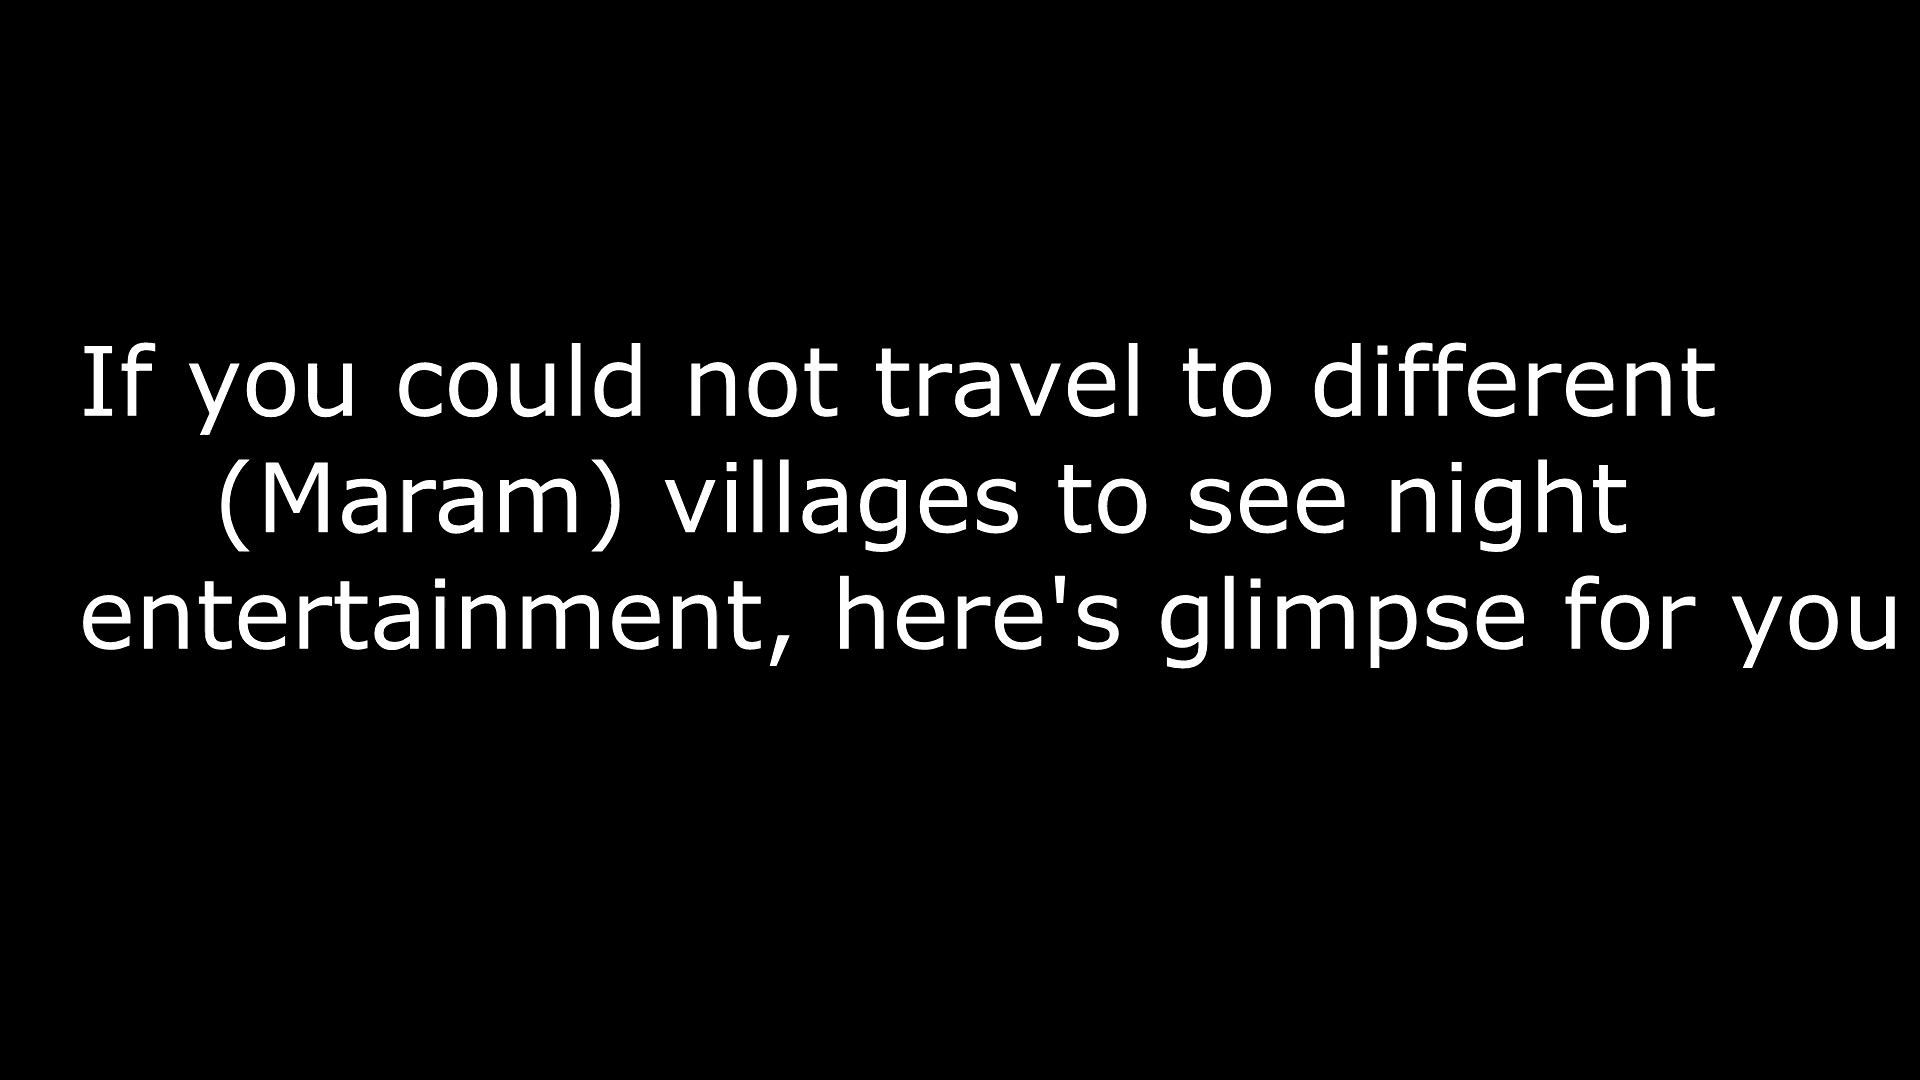 If you could not travel to different
(Maram) villages to see night
entertainment, here's glimpse for you